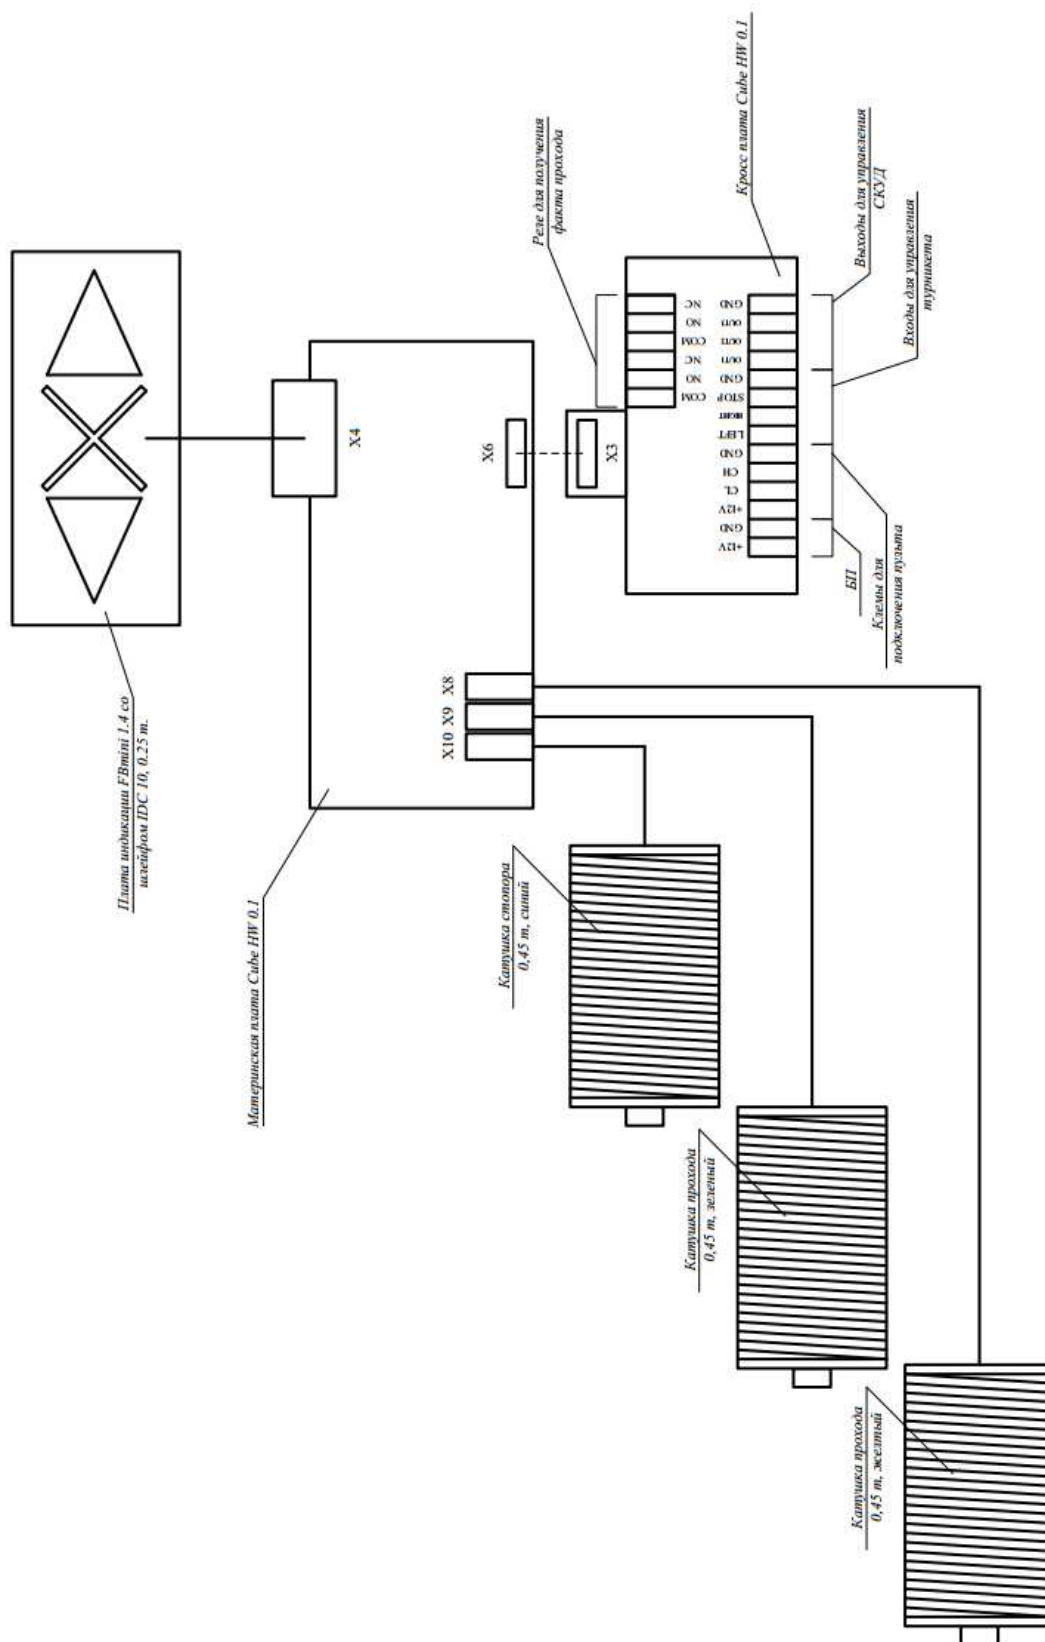 Плата индикации FBmini 1.4 со
шлейфом IDC 10, 0.25 m.
X4
Материнская плата Cube HW 0.1
X6
X10
X9
X8
X3
Реле для получения
факта прохода
COM
NO
NC
COM
NO
NC
Кросс плата Cube HW 0.1
+12V
GND
+12V
CL
CH
GND
LEFT
RIGHT
STOP
GND
OUT1
OUT2
OUT1
GND
БП
Клемы для
подключения пульта
Входы для управления
турникета
Выходы для управления
СКУД
Катушка стопора
0,45 m, синий
Катушка прохода
0,45 m, зеленый
Катушка прохода
0,45 m, желтый